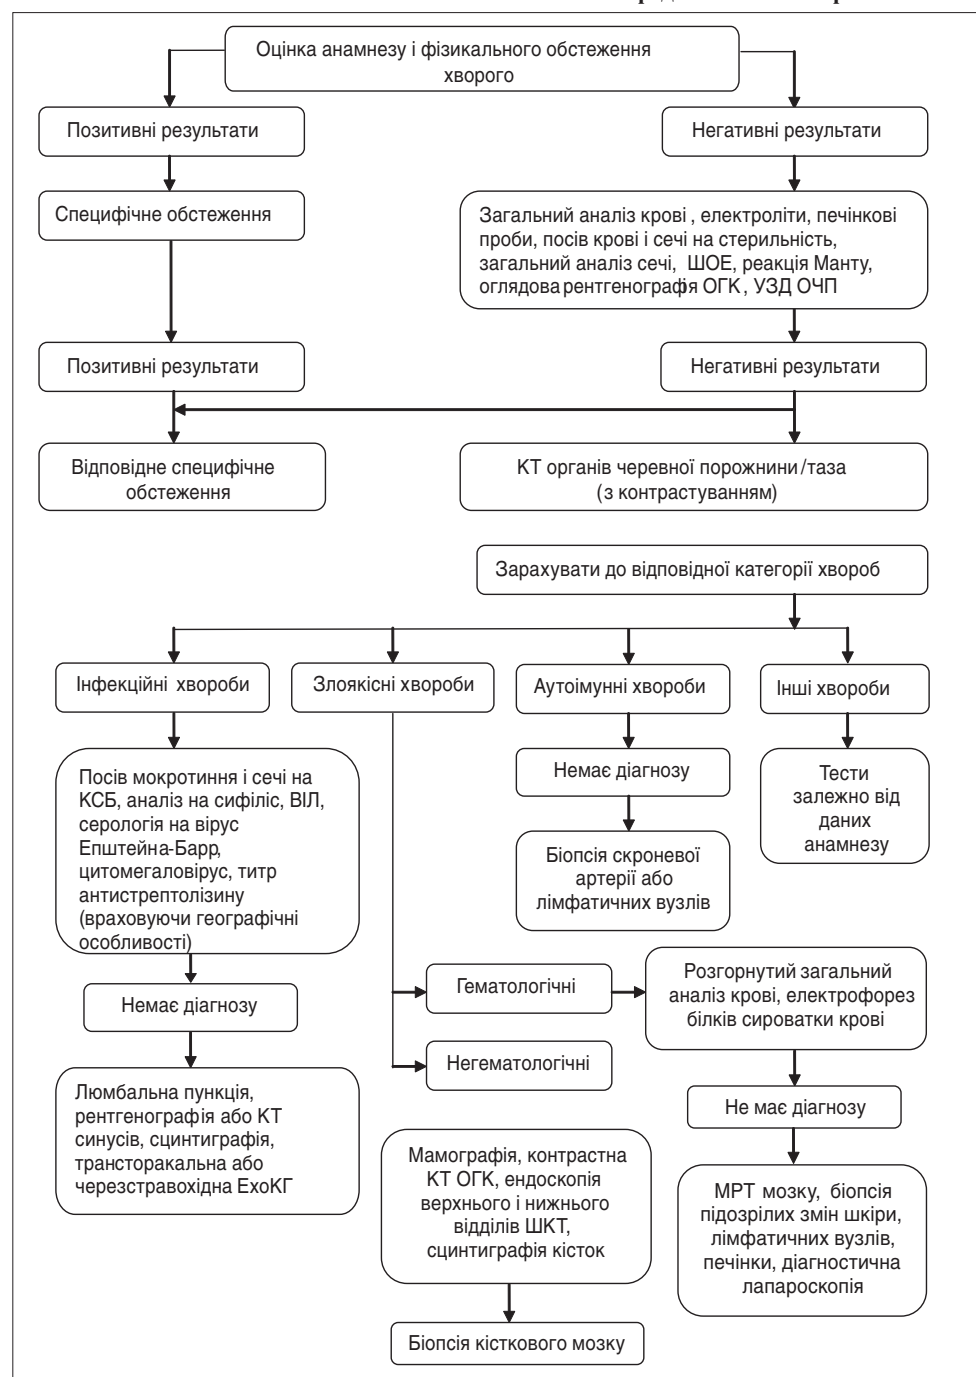 Оцінка анамнезу і фізикального обстеження
хворого
Позитивні результати
Негативні результати
Специфічне обстеження
Загальний аналіз крові, електроліти, печінкові
проби, посів крові і сечі на стерильність,
загальний аналіз сечі, ШОЕ, реакція Манту,
оглядова рентгенографія ОГК, УЗД ОЧП
Позитивні результати
Негативні результати
Відповідне специфічне
обстеження
КТ органів черевної порожнини/таза
(з контрастуванням)
Зарахувати до відповідної категорії хвороб
Інфекційні хвороби
Злоякісні хвороби
Аутоімунні хвороби
Інші хвороби
Посів мокротиння і сечі на
КСБ, аналіз на сифіліс, ВІЛ,
серологія на вірус
Епштейна-Барр,
цитомегаловірус, титр
антистрептолізину
(враховуючи географічні
особливості)
Немає діагнозу
Тести
залежно від
даних
анамнезу
Біопсія скроневої
артерії або
лімфатичних вузлів
Гематологічні
Розгорнутий загальний
аналіз крові, електрофорез
білків сироватки крові
Немає діагнозу
Негематологічні
Не має діагнозу
Люмбальна пункція,
рентгенографія або КТ
синусів, сцинтиграфія,
трансторакальна або
черезстравохідна ЕхоКГ
Мамографія, контрастна
КТ ОГК, ендоскопія
верхнього і нижнього
відділів ШКТ,
сцинтиграфія кісток
МРТ мозку, біопсія
підозрілих змін шкіри,
лімфатичних вузлів,
печінки, діагностична
лапароскопія
Біопсія кісткового мозку